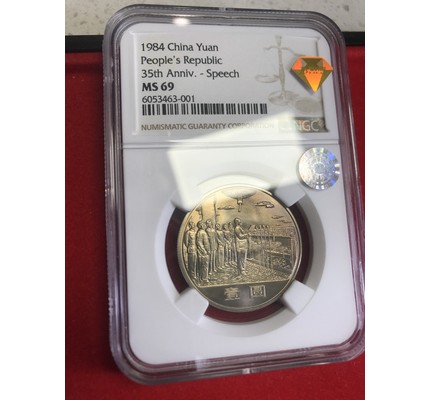 1984 China Yuan
People's Republic
35th Anniv. - Speech
MS 69
6053463-001
NUMISMATIC GUARANTY CORPORATION
NGC
壹 圆